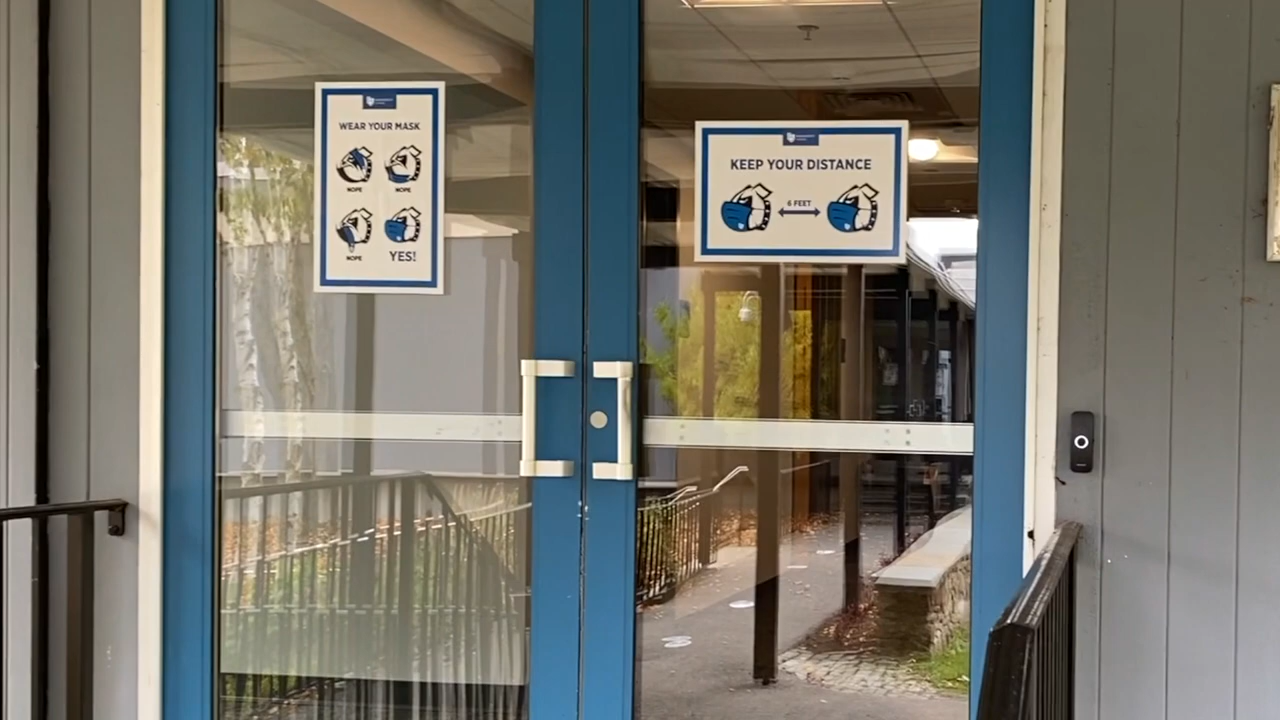 WEAR YOUR MASK
NOPE NOPE
NOPE YES!
KEEP YOUR DISTANCE
6 FEET